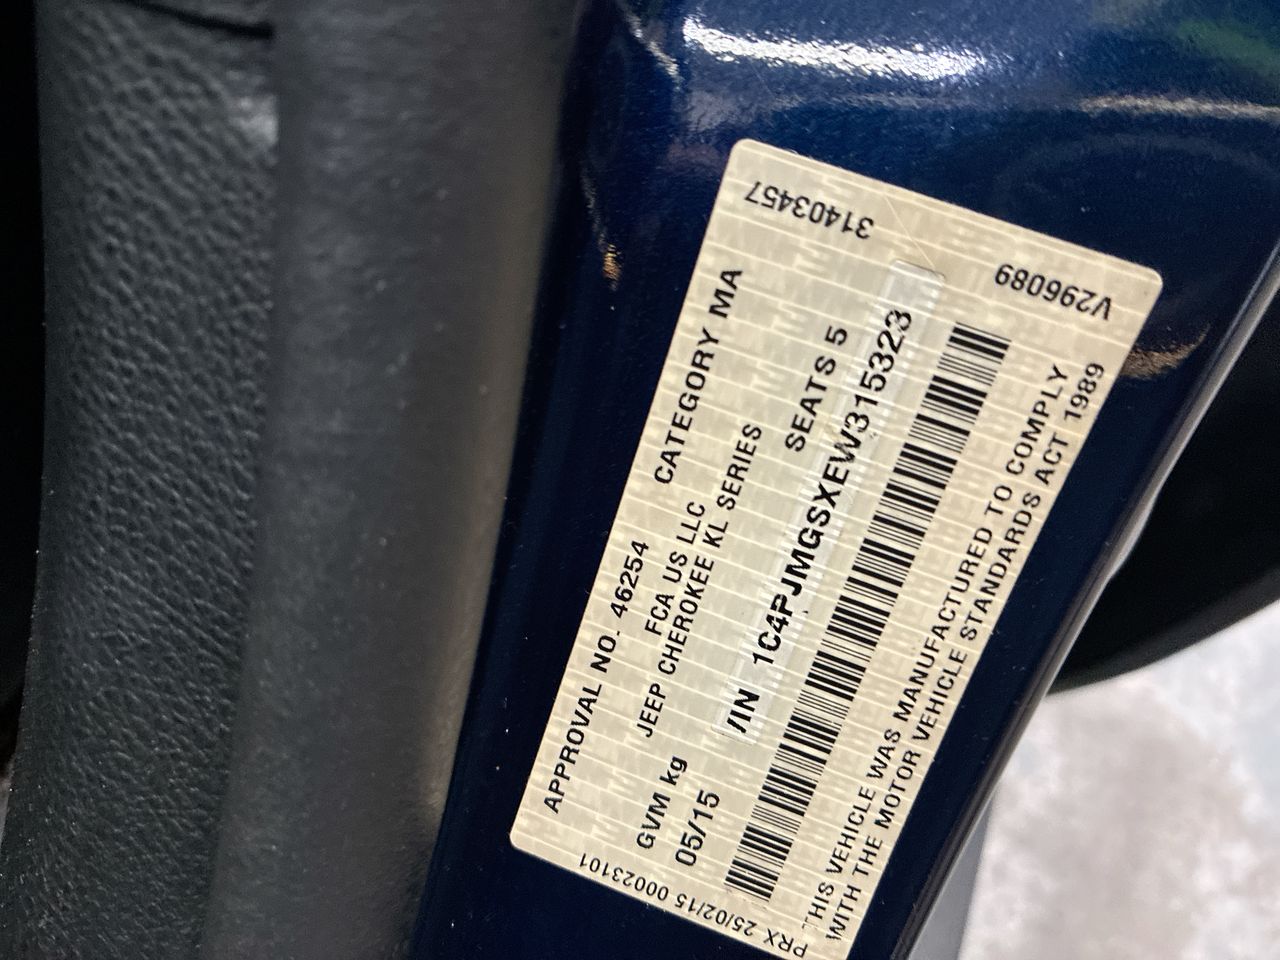 APPROVAL NO. 46254 CATEGORY MA
FCA US LLC
JEEP CHEROKEE KL SERIES
GVM kg SEATS 5
05/15
/IN 1C4PJMGSXEW315323
THIS VEHICLE WAS MANUFACTURED TO COMPLY
WITH THE MOTOR VEHICLE STANDARDS ACT 1989
31403457
V296089
PRX 25/02/15 00023101